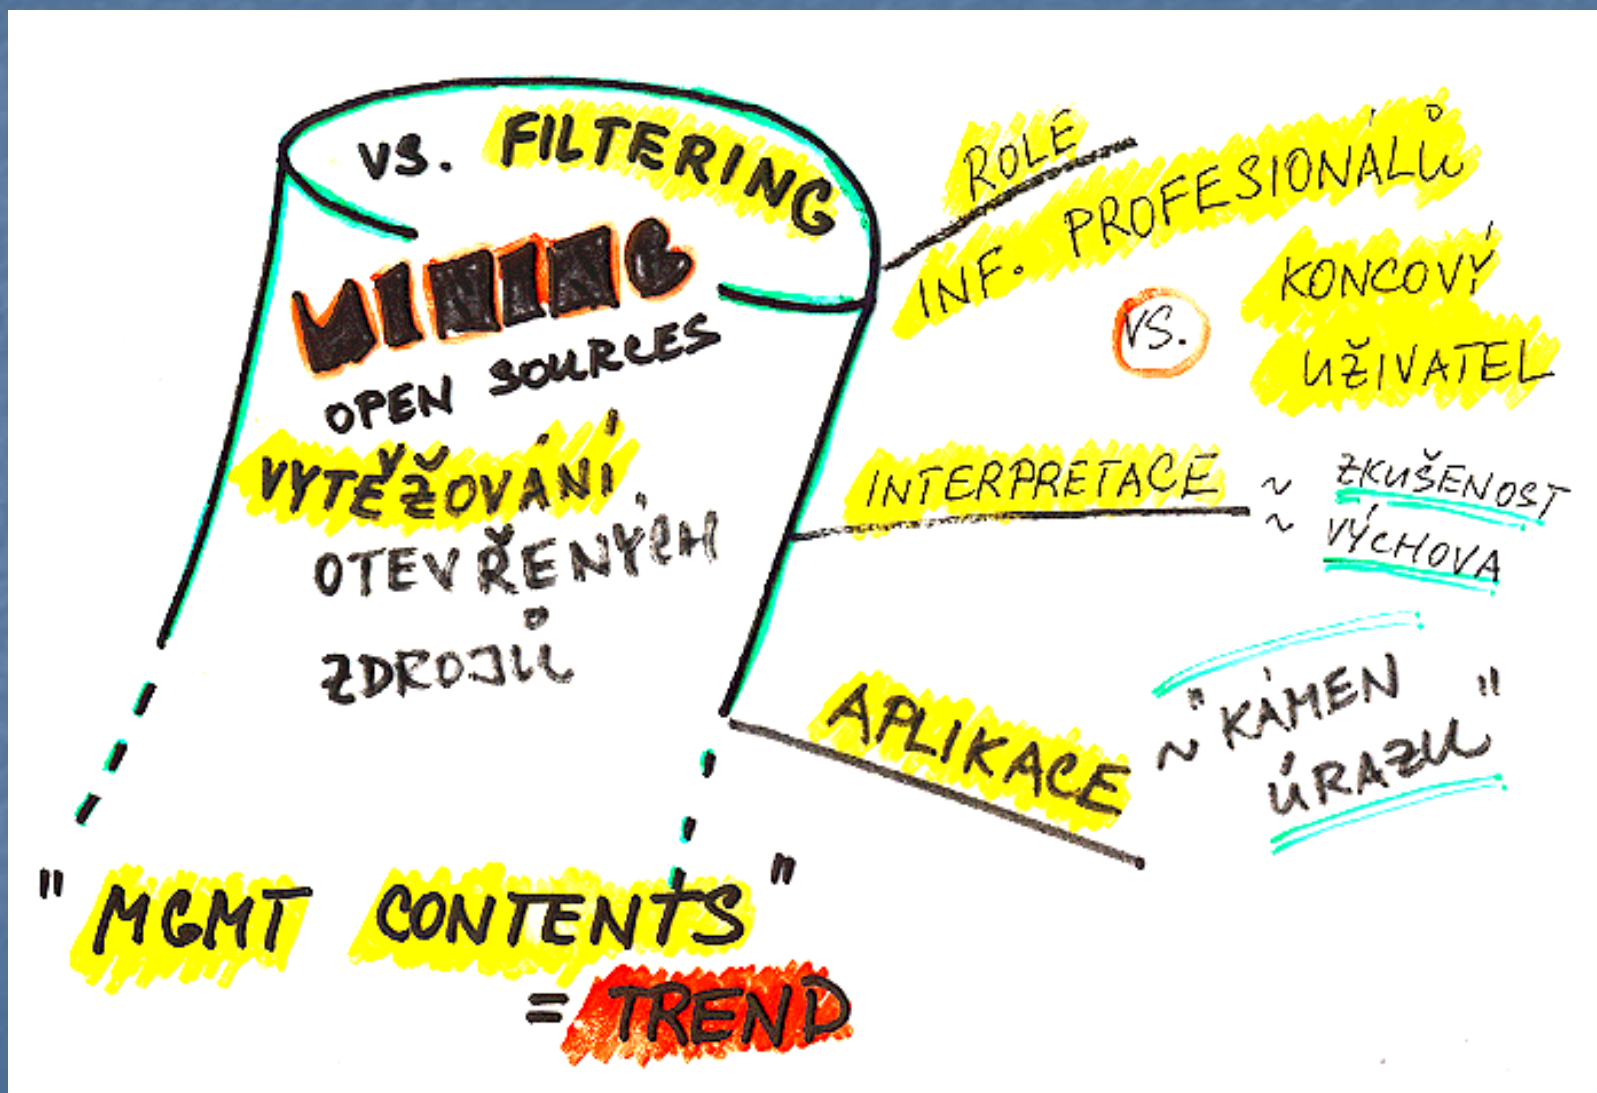 vs. FILTERING
MINING
OPEN SOURCES
VYTĚŽOVÁNÍ
OTEVŘENÝCH
ZDROJŮ
"MGMT CONTENTS"
= TREND
ROLE
INF. PROFESIONÁLŮ
VS.
KONCOVÝ
UŽIVATEL
INTERPRETACE ~ ZKUŠENOST
~ VÝCHOVA
APLIKACE ~ "KÁMEN
ÚRAZU"